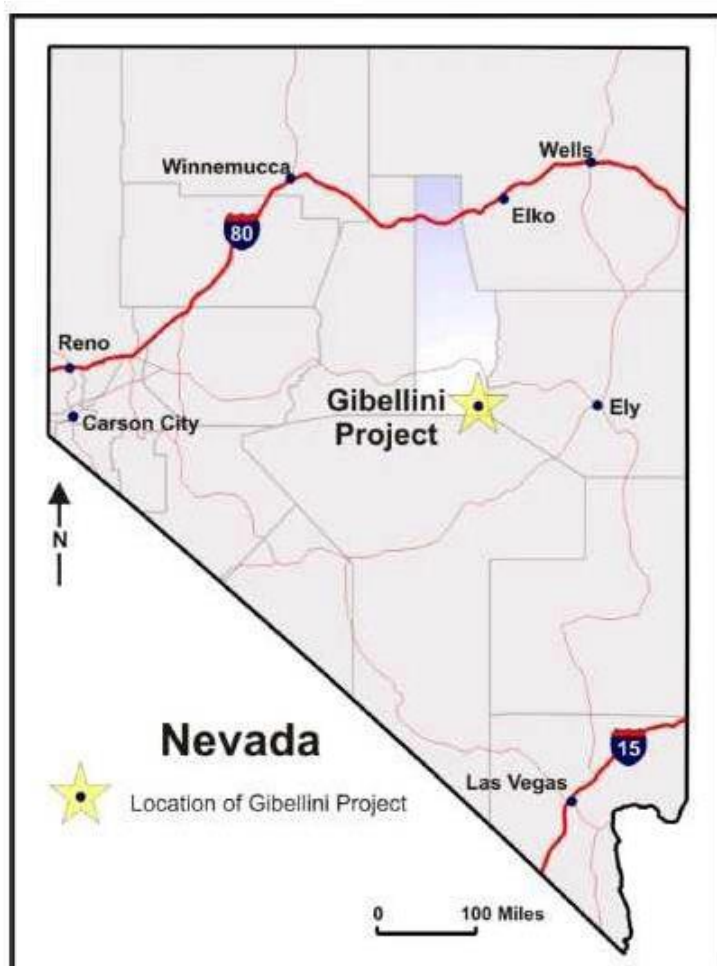 Wells
Winnemucca
Elko
80
Reno
Gibellini
Project
Ely
Carson City
N
Nevada
15
Las Vegas
Location of Gibellini Project
0 100 Miles